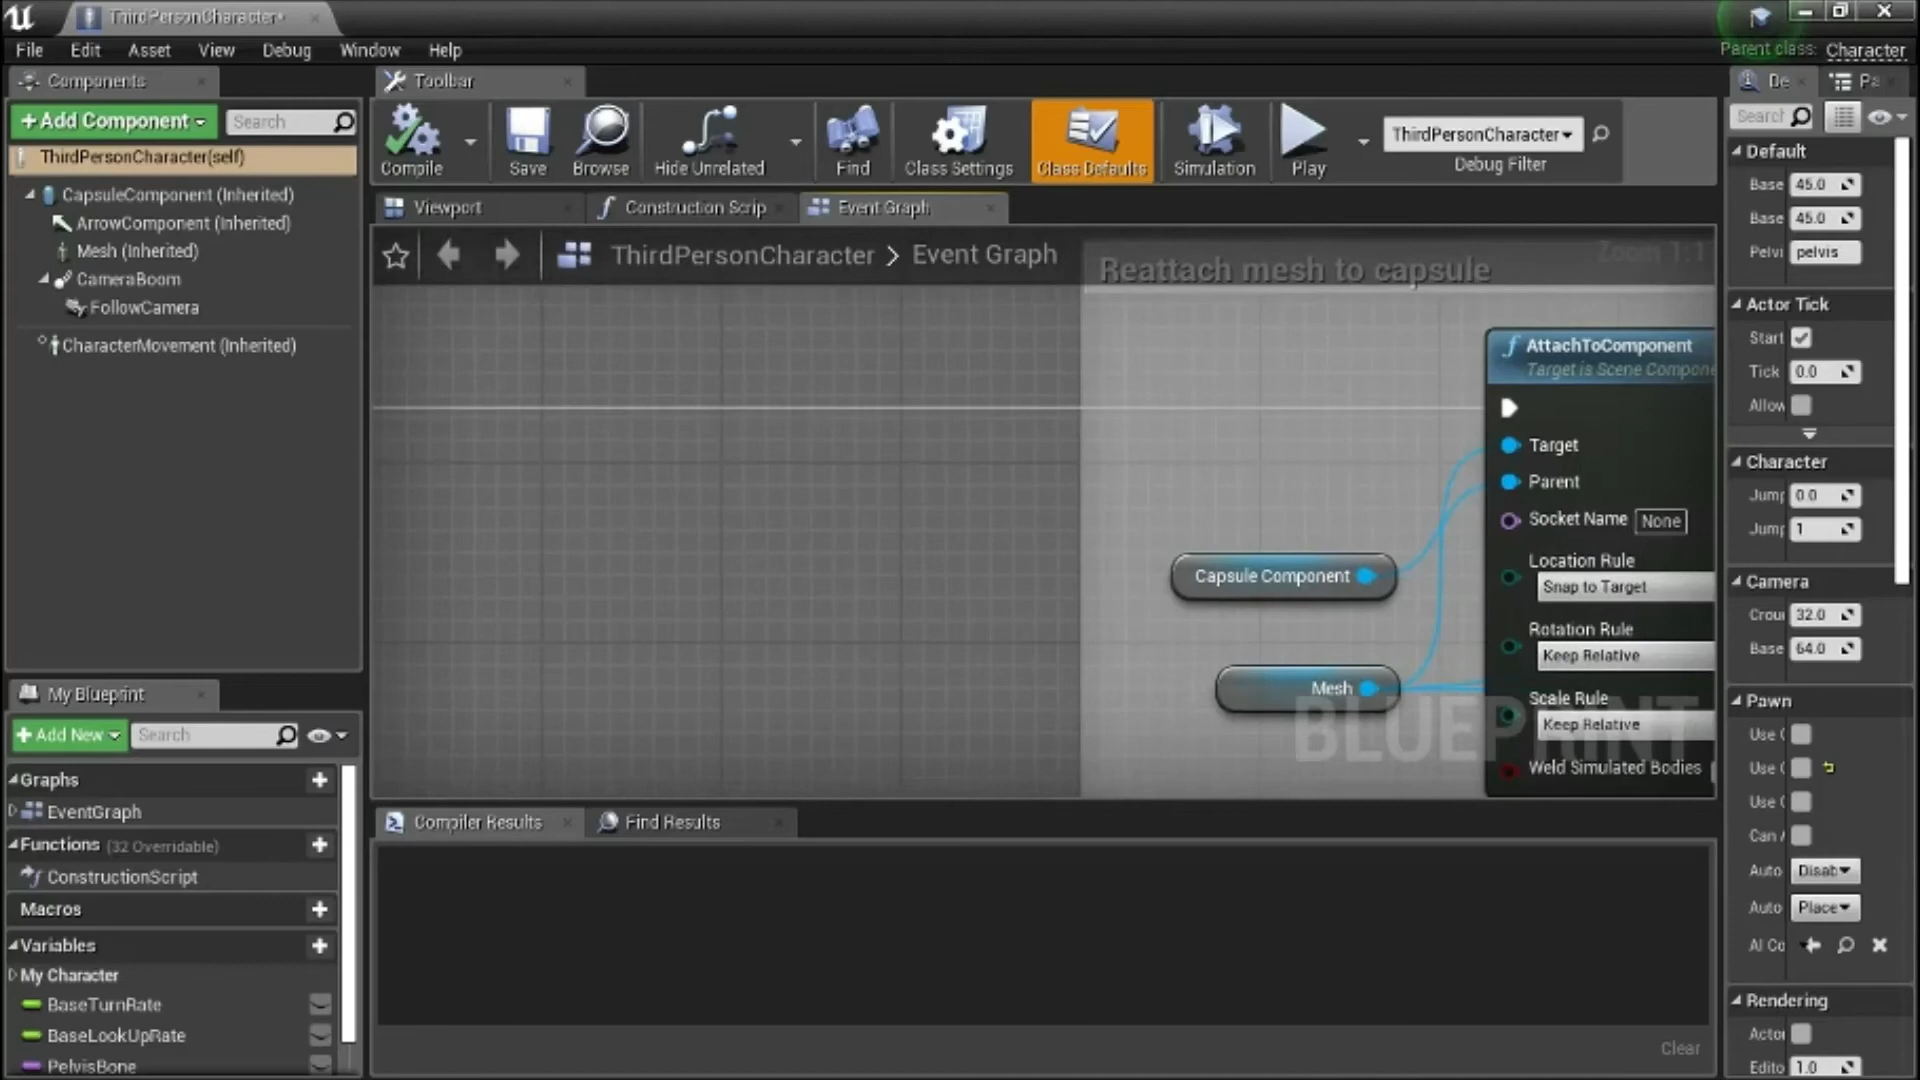 ThirdPersonCharacter*
File Edit Asset View Debug Window Help
Parent class: Character
Components
+Add Component
Search
ThirdPersonCharacter(self)
CapsuleComponent (Inherited)
ArrowComponent (Inherited)
Mesh (Inherited)
CameraBoom
FollowCamera
CharacterMovement (Inherited)
My Blueprint
+Add New
Search
Graphs
EventGraph
Functions (32 Overridable)
ConstructionScript
Macros
Variables
My Character
BaseTurnRate
BaseLookUpRate
PelvisBone
Toolbar
Compile
Save
Browse
Hide Unrelated
Find
Class Settings
Class Defaults
Simulation
Play
ThirdPersonCharacter
Debug Filter
Viewport
Construction Scrip
Event Graph
ThirdPersonCharacter > Event Graph
Zoom 1:1
Reattach mesh to capsule
AttachToComponent
Target is Scene Compone
Target
Parent
Socket Name None
Location Rule
Snap to Target
Rotation Rule
Keep Relative
Scale Rule
Keep Relative
Weld Simulated Bodies
Capsule Component
Mesh
BLUEPRINT
Compiler Results
Find Results
Clear
De
Pa
Search
Default
Base 45.0
Base 45.0
Pelvi pelvis
Actor Tick
Start
Tick 0.0
Allow
Character
Jump 0.0
Jump 1
Camera
Crou 32.0
Base 64.0
Pawn
Use C
Use C
Use C
Can A
Auto Disab
Auto Place
AI Co
Rendering
Actor
Edito 1.0